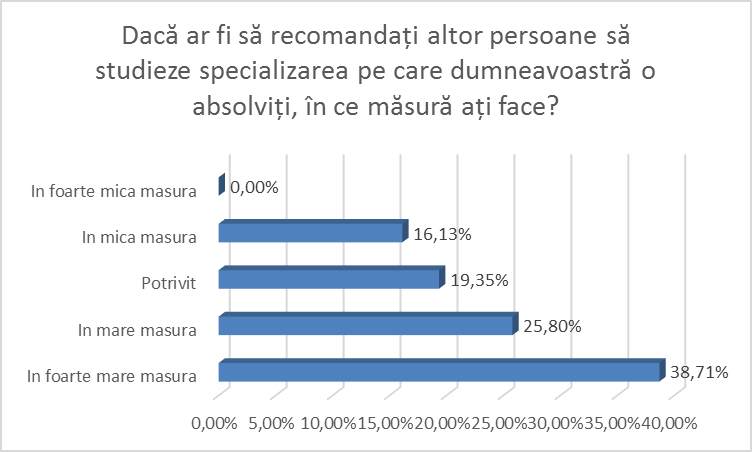 Dacă ar fi să recomandați altor persoane să
studieze specializarea pe care dumneavoastră o
absolviți, în ce măsură ați face?
In foarte mica masura 0,00%
In mica masura 16,13%
Potrivit 19,35%
In mare masura 25,80%
In foarte mare masura 38,71%
0,00% 5,00% 10,00% 15,00% 20,00% 25,00% 30,00% 35,00% 40,00%